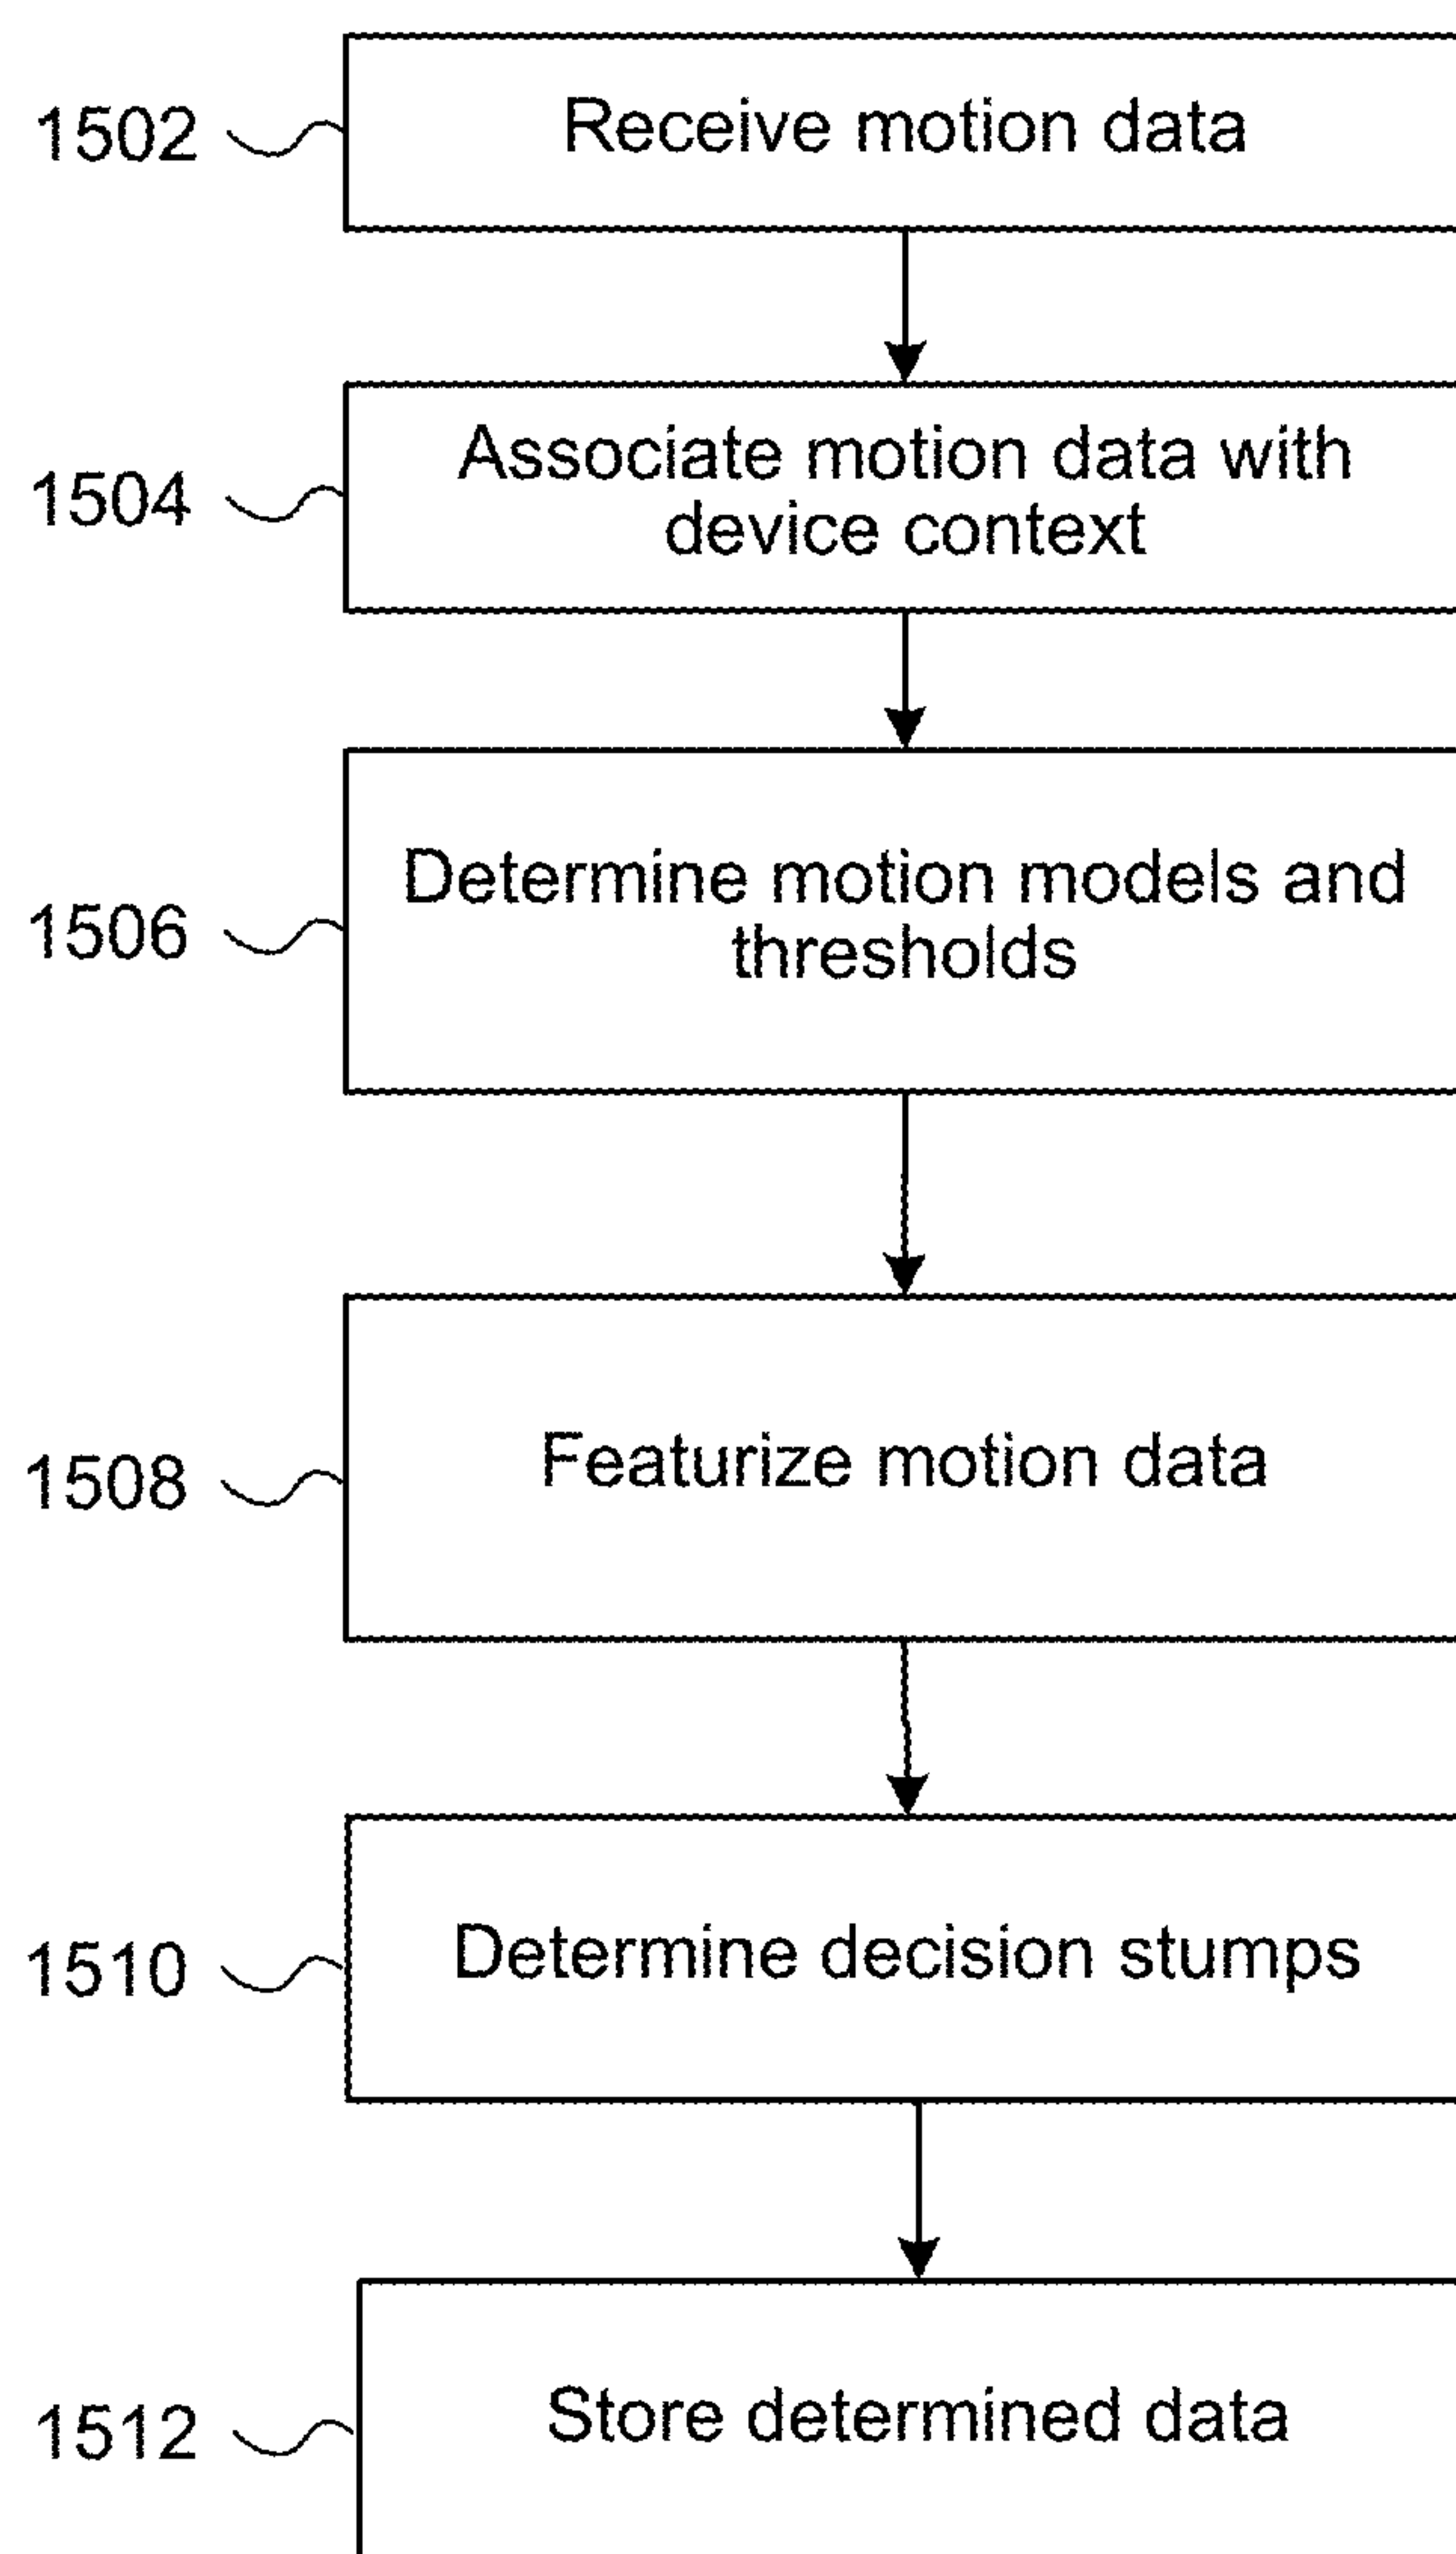 1502
Receive motion data
1504
Associate motion data with
device context
1506
Determine motion models and
thresholds
1508
Featurize motion data
1510
Determine decision stumps
1512
Store determined data